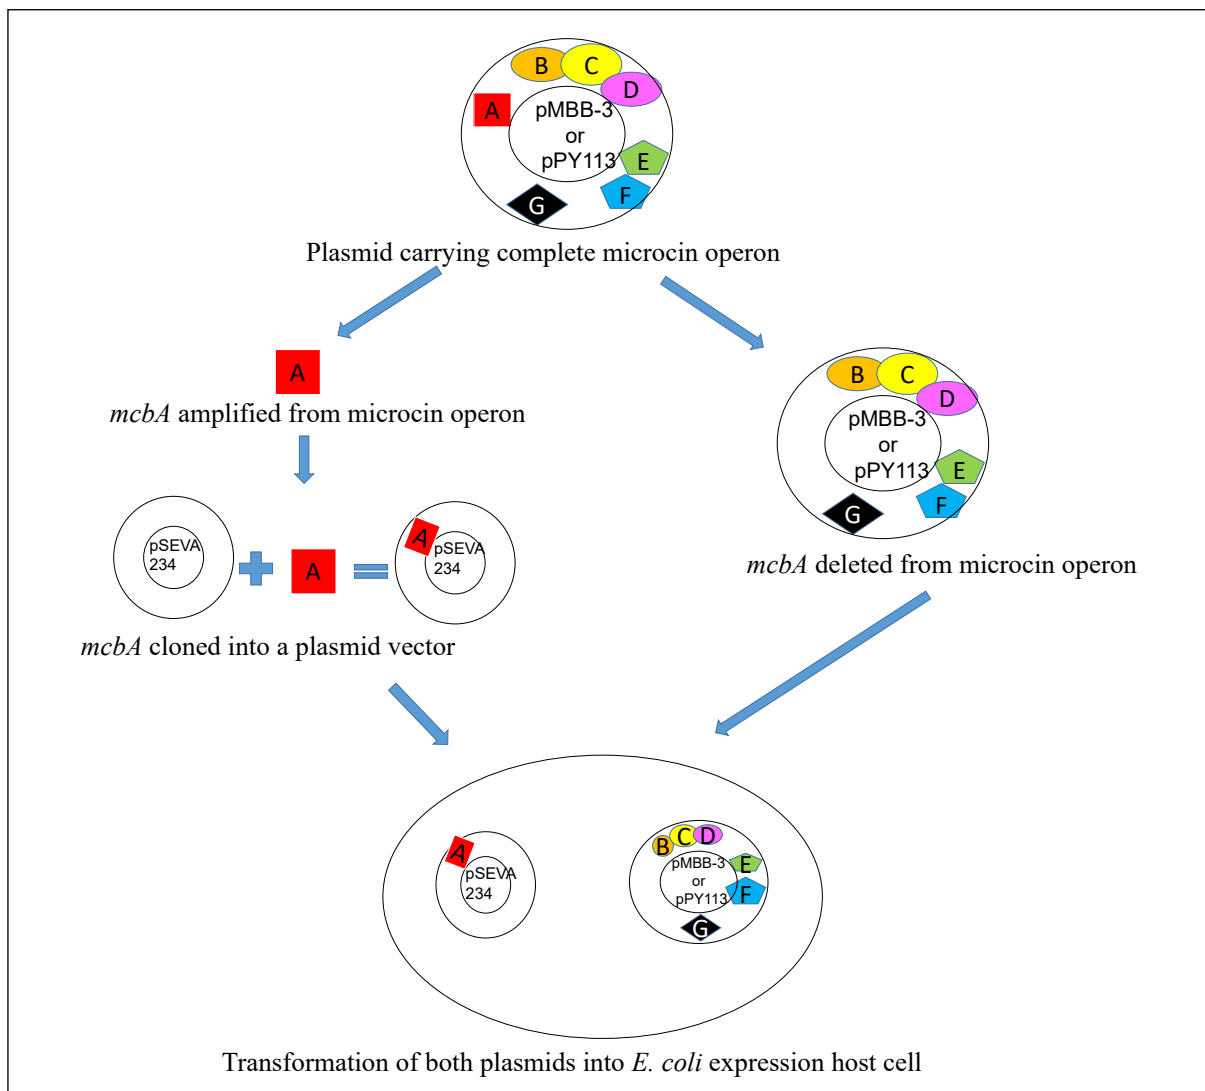 B
C
D
A
pMBB-3
or
pPY113
E
F
G
Plasmid carrying complete microcin operon
A
mcbA amplified from microcin operon
B
C
D
pMBB-3
or
pPY113
E
F
G
mcbA deleted from microcin operon
pSEVA
234
A
A
pSEVA
234
mcbA cloned into a plasmid vector
A
pSEVA
234
B
C
D
pMBB-3
or
pPY113
E
F
G
Transformation of both plasmids into E. coli expression host cell